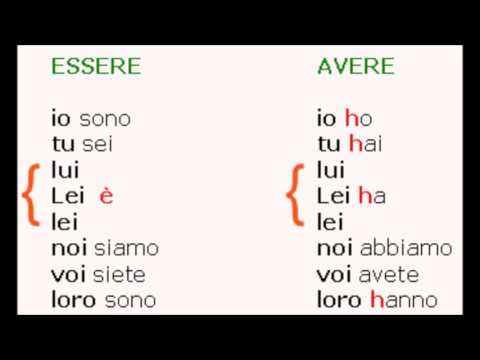 ESSERE AVERE
io sono io ho
tu sei tu hai
lui lui
Lei è Lei ha
lei lei
noi siamo noi abbiamo
voi siete voi avete
loro sono loro hanno